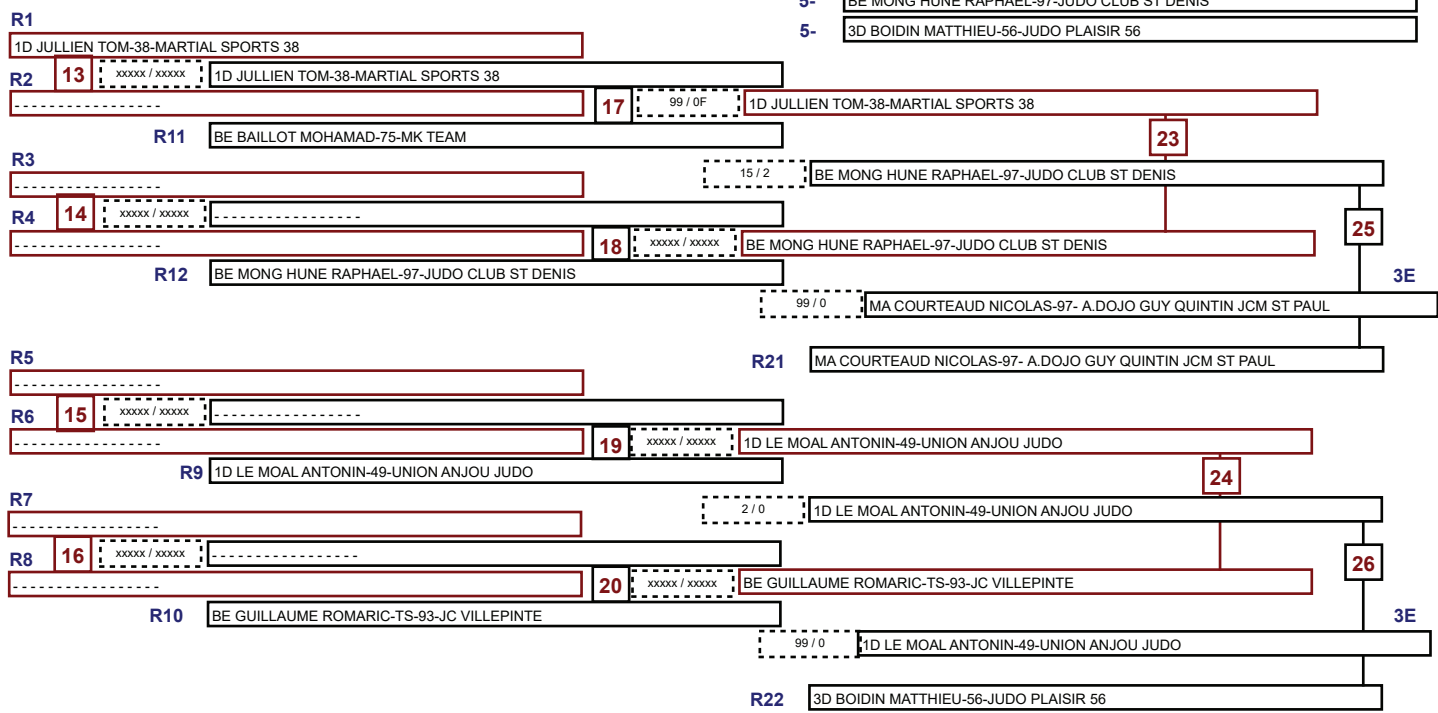 5- BE MONG HUNE RAPHAEL-97-JUDO CLUB ST DENIS
R1
5- 3D BOIDIN MATTHIEU-56-JUDO PLAISIR 56
1D JULLIEN TOM-38-MARTIAL SPORTS 38
R2 13 xxxxx / xxxxx 1D JULLIEN TOM-38-MARTIAL SPORTS 38
- - - - - - - - - - - - - - - - 17 99 / 0F 1D JULLIEN TOM-38-MARTIAL SPORTS 38
R11 BE BAILLOT MOHAMAD-75-MK TEAM 23
R3
15 / 2 BE MONG HUNE RAPHAEL-97-JUDO CLUB ST DENIS
- - - - - - - - - - - - - - - -
R4 14 xxxxx / xxxxx - - - - - - - - - - - - - - - - 25
- - - - - - - - - - - - - - - - 18 xxxxx / xxxxx BE MONG HUNE RAPHAEL-97-JUDO CLUB ST DENIS
R12 BE MONG HUNE RAPHAEL-97-JUDO CLUB ST DENIS 3E
99 / 0 MA COURTEAUD NICOLAS-97- A.DOJO GUY QUINTIN JCM ST PAUL
R5
R21 MA COURTEAUD NICOLAS-97- A.DOJO GUY QUINTIN JCM ST PAUL
- - - - - - - - - - - - - - - -
R6 15 xxxxx / xxxxx - - - - - - - - - - - - - - - -
- - - - - - - - - - - - - - - - 19 xxxxx / xxxxx 1D LE MOAL ANTONIN-49-UNION ANJOU JUDO
R9 1D LE MOAL ANTONIN-49-UNION ANJOU JUDO 24
R7
2 / 0 1D LE MOAL ANTONIN-49-UNION ANJOU JUDO
- - - - - - - - - - - - - - - -
R8 16 xxxxx / xxxxx - - - - - - - - - - - - - - - - 26
- - - - - - - - - - - - - - - - 20 xxxxx / xxxxx BE GUILLAUME ROMARIC-TS-93-JC VILLEPINTE
R10 BE GUILLAUME ROMARIC-TS-93-JC VILLEPINTE 3E
99 / 0 1D LE MOAL ANTONIN-49-UNION ANJOU JUDO
R22 3D BOIDIN MATTHIEU-56-JUDO PLAISIR 56